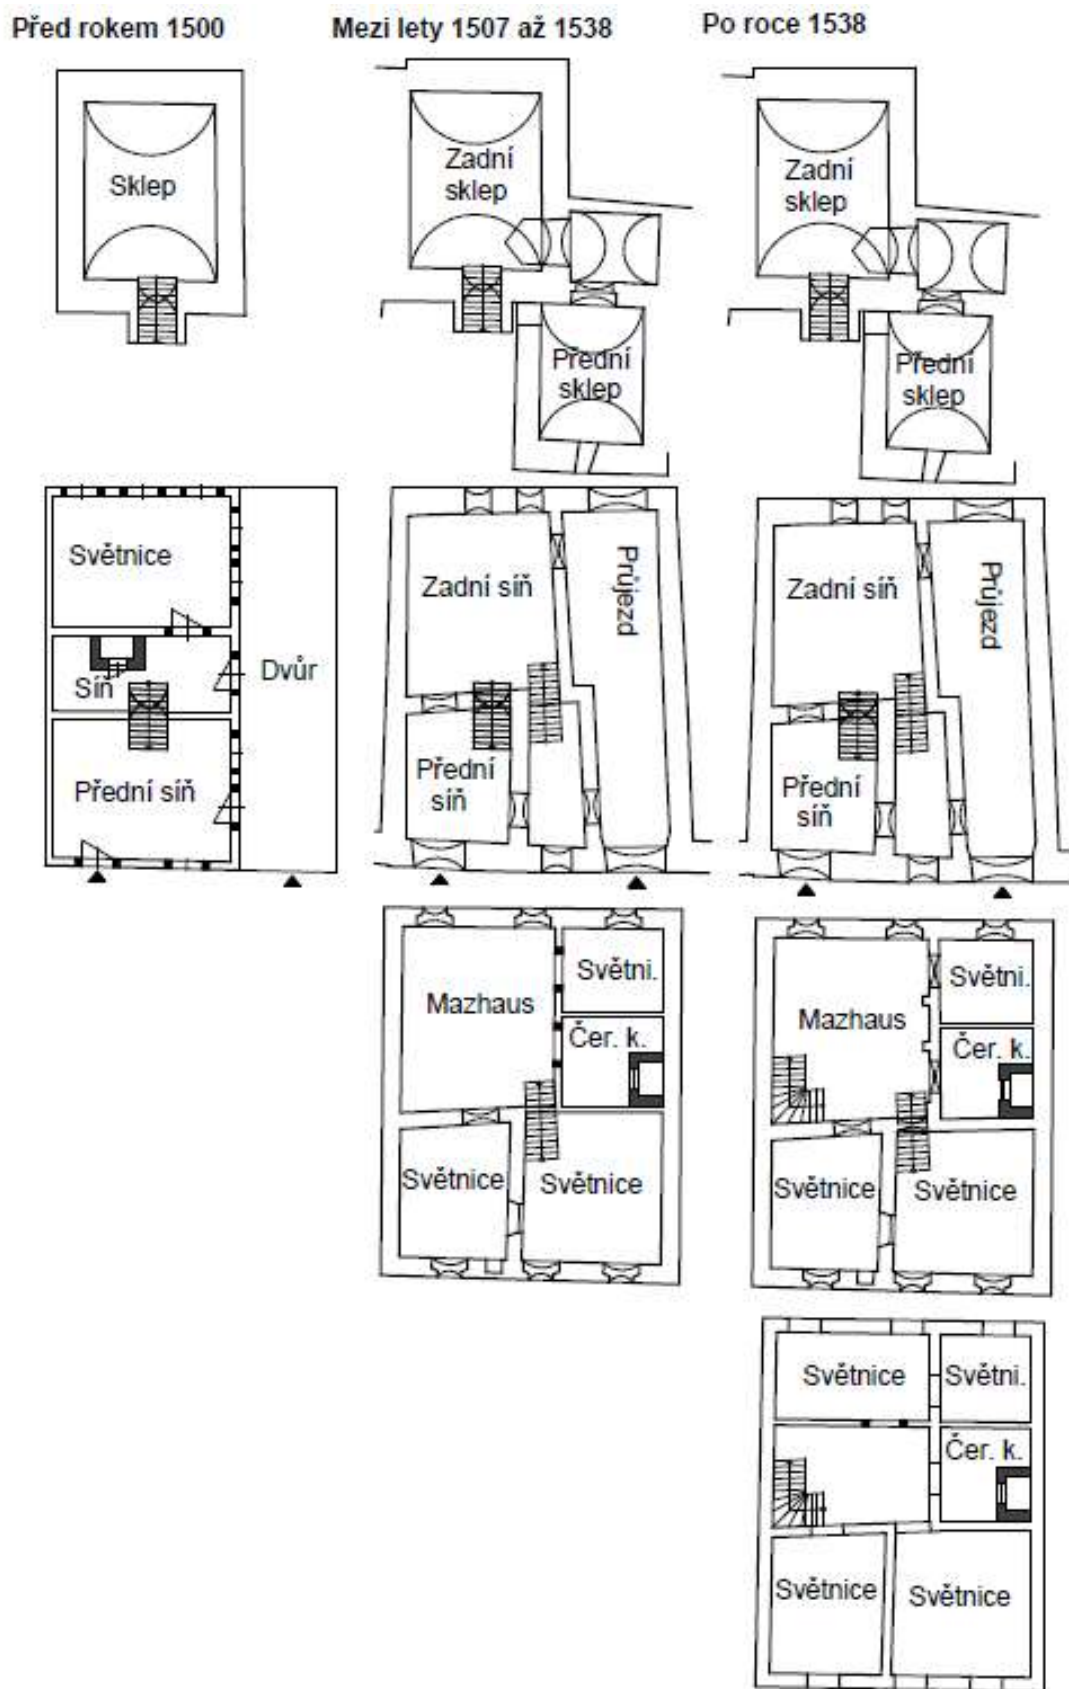 Před rokem 1500
Mezi lety 1507 až 1538
Po roce 1538
Sklep
Zadní
sklep
Přední
sklep
Zadní
sklep
Přední
sklep
Světnice
Síň
Přední síň
Dvůr
Zadní síň
Průjezd
Přední
síň
Zadní síň
Průjezd
Přední
síň
Mazhaus
Světni.
Čer. k.
Světnice
Světnice
Mazhaus
Světni.
Čer. k.
Světnice
Světnice
Světnice
Světni.
Čer. k.
Světnice
Světnice